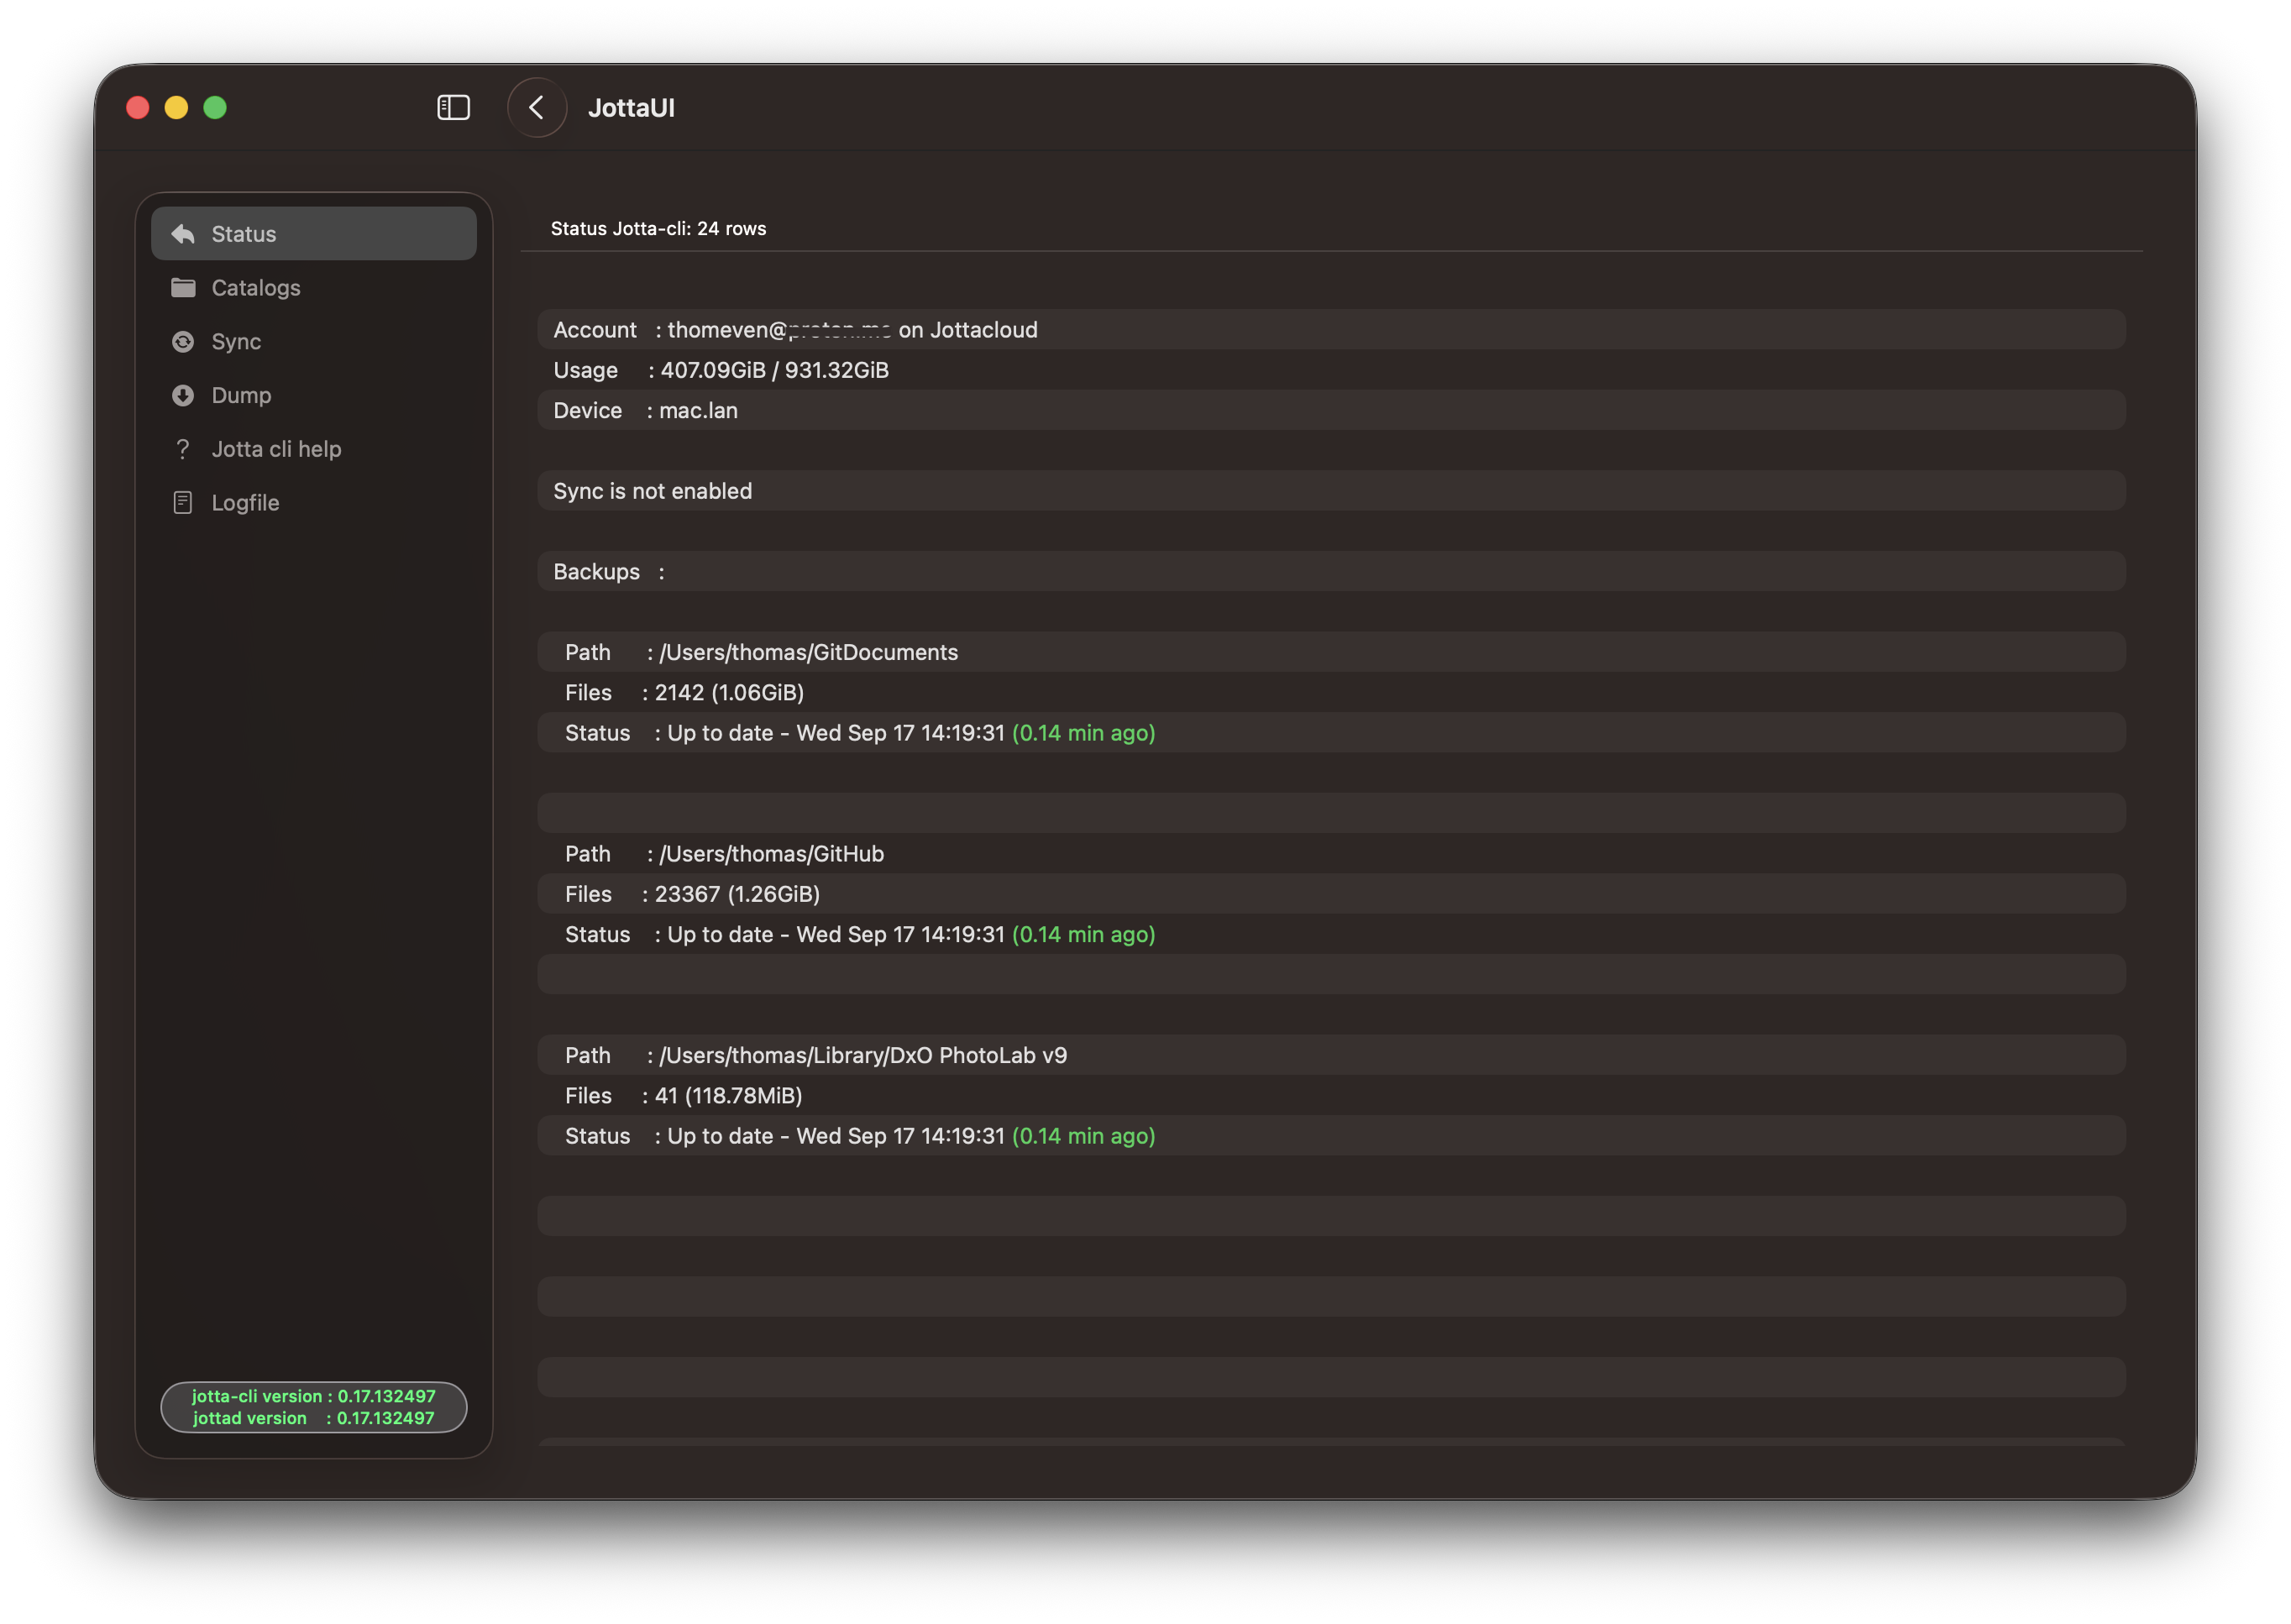 JottaUI
Status
Catalogs
Sync
Dump
Jotta cli help
Logfile
jotta-cli version : 0.17.132497
jottad version : 0.17.132497
Status Jotta-cli: 24 rows
Account : thomeven@ on Jottacloud
Usage : 407.09GiB / 931.32GiB
Device : mac.lan
Sync is not enabled
Backups :
Path : /Users/thomas/GitDocuments
Files : 2142 (1.06GiB)
Status : Up to date - Wed Sep 17 14:19:31 (0.14 min ago)
Path : /Users/thomas/GitHub
Files : 23367 (1.26GiB)
Status : Up to date - Wed Sep 17 14:19:31 (0.14 min ago)
Path : /Users/thomas/Library/DxO PhotoLab v9
Files : 41 (118.78MiB)
Status : Up to date - Wed Sep 17 14:19:31 (0.14 min ago)